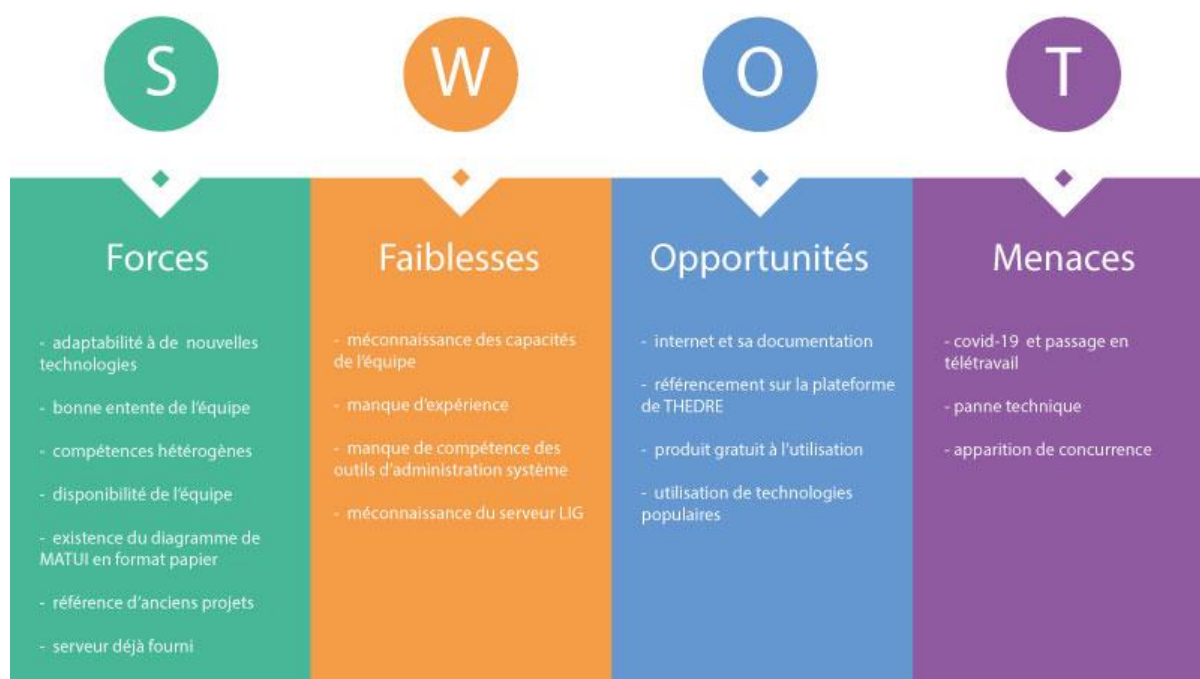 S
W
O
T
Forces
- adaptabilité à de nouvelles
technologies
- bonne entente de l'équipe
- compétences hétérogènes
- disponibilité de l'équipe
- existence du diagramme de
MATUI en format papier
- référence d'anciens projets
- serveur déjà fourni
Faiblesses
- méconnaissance des capacités
de l'équipe
- manque d'expérience
- manque de compétence des
outils d'administration système
- méconnaissance du serveur LIG
Opportunités
- internet et sa documentation
- référencement sur la plateforme
de THEDRE
- produit gratuit à l'utilisation
- utilisation de technologies
populaires
Menaces
- covid-19 et passage en
télétravail
- panne technique
- apparition de concurrence